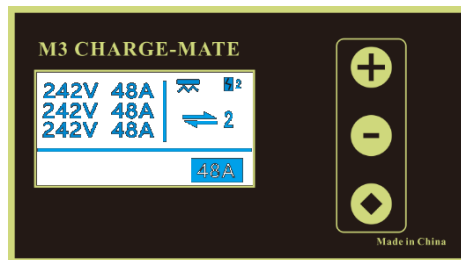 M3 CHARGE-MATE
242V 48A
242V 48A
242V 48A
2
2
48A
Made in China